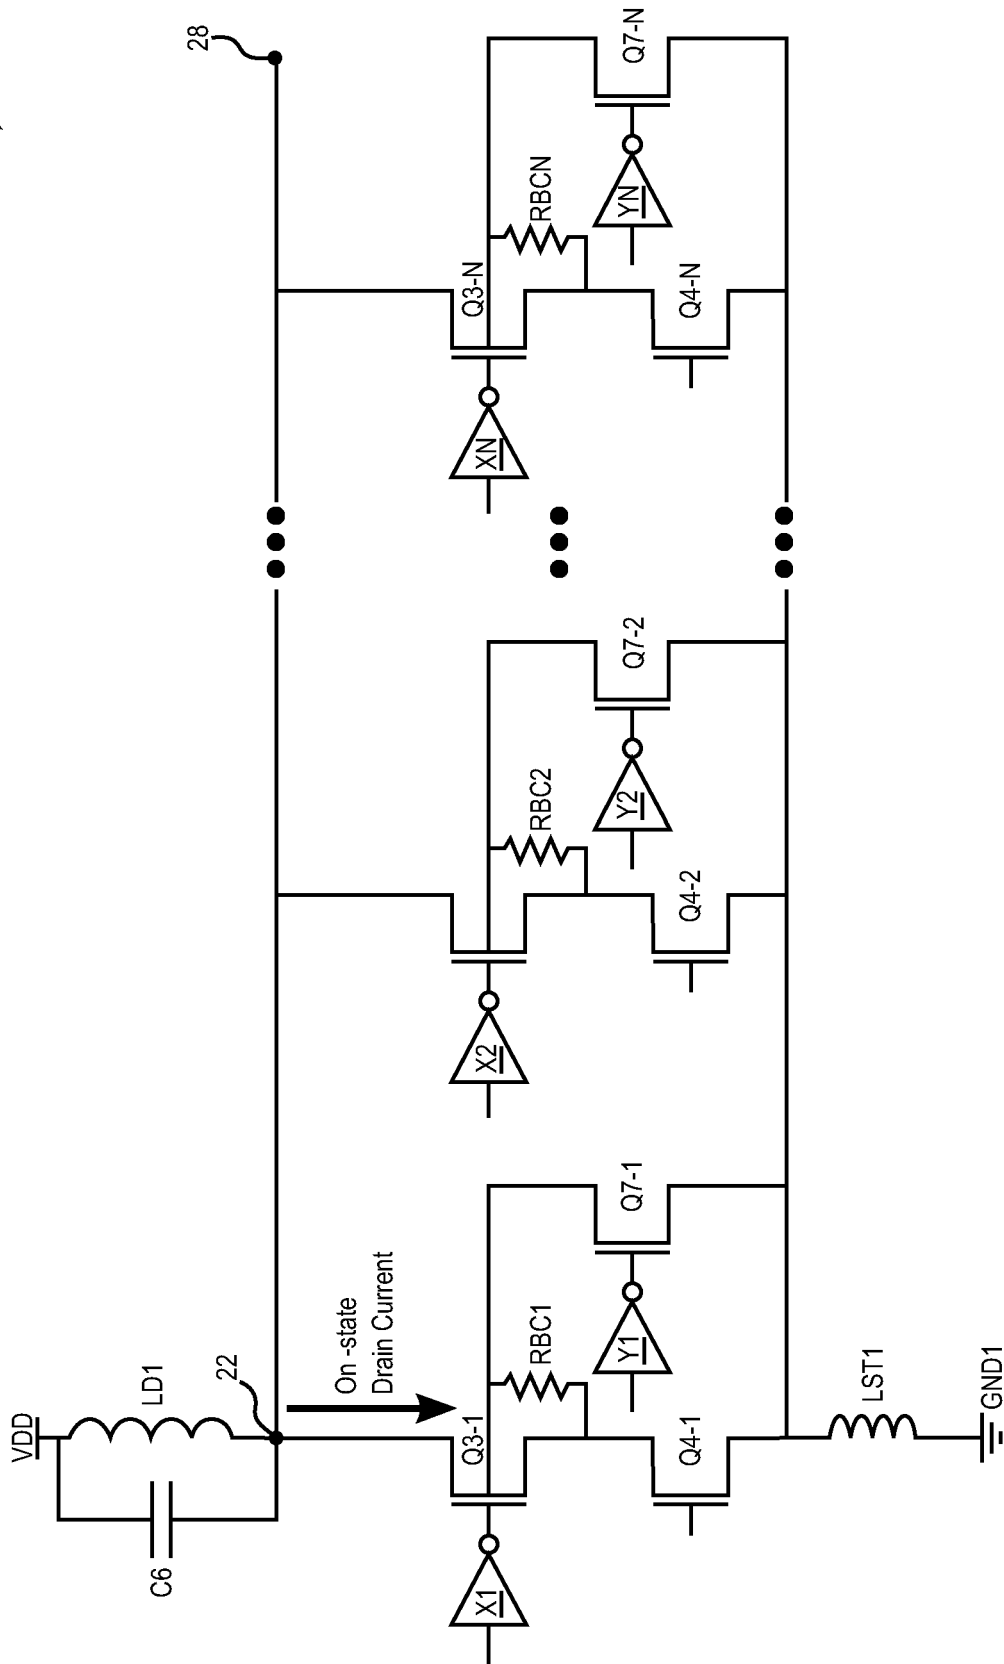 VDD
C6
LD1
22
On -state
Drain Current
28
X1
Q3-1
RBC1
Y1
Q7-1
Q4-1
LST1
GND1
X2
RBC2
Y2
Q7-2
Q4-2
XN
Q3-N
RBCN
YN
Q7-N
Q4-N